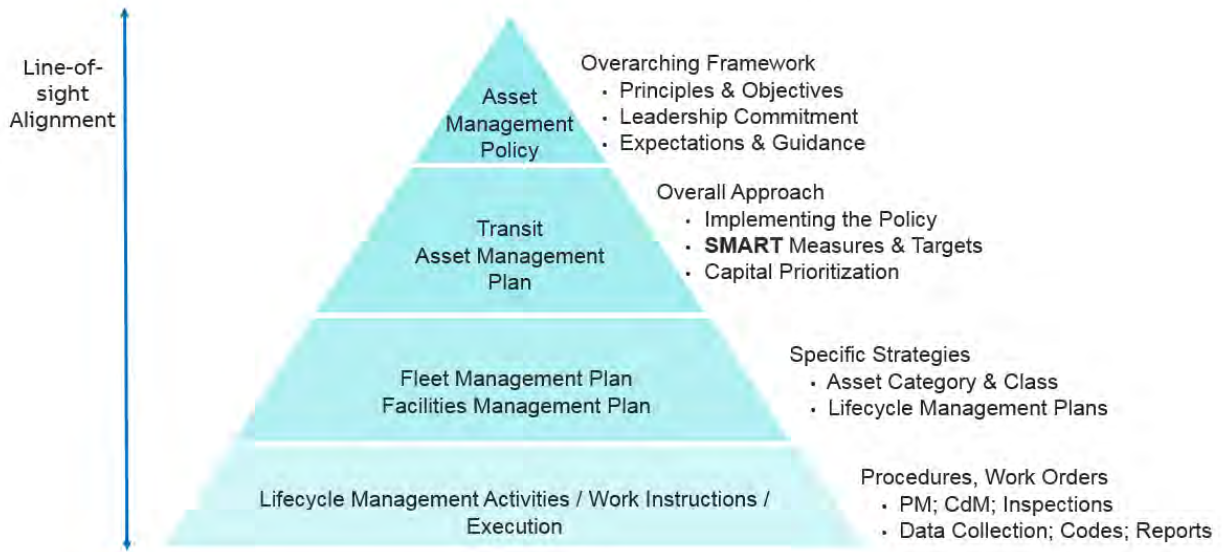 Line-of-
sight
Alignment
Asset
Management
Policy
Overarching Framework
• Principles & Objectives
• Leadership Commitment
• Expectations & Guidance
Transit
Asset Management
Plan
Overall Approach
• Implementing the Policy
• SMART Measures & Targets
• Capital Prioritization
Fleet Management Plan
Facilities Management Plan
Specific Strategies
• Asset Category & Class
• Lifecycle Management Plans
Lifecycle Management Activities / Work Instructions /
Execution
Procedures, Work Orders
• PM; CdM; Inspections
• Data Collection; Codes; Reports